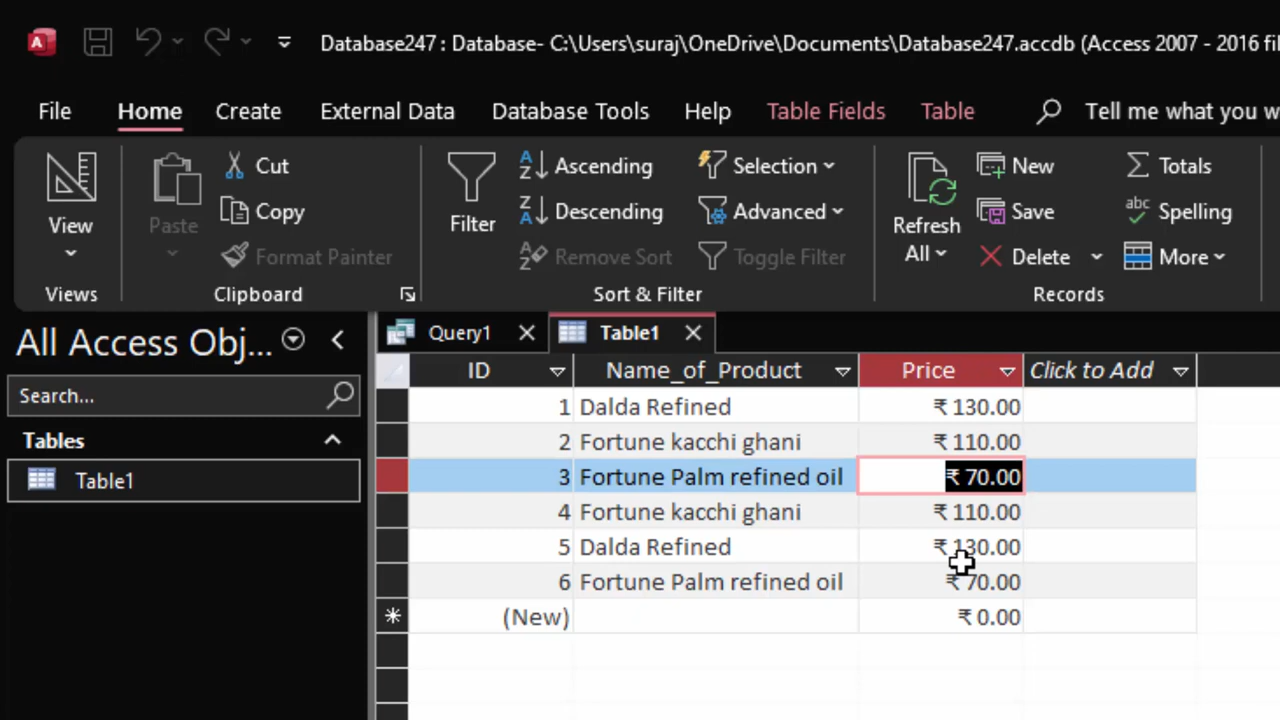 Database247 : Database- C:\Users\suraj\OneDrive\Documents\Database247.accdb (Access 2007 - 2016 fil
File Home Create External Data Database Tools Help Table Fields Table Tell me what you w
View
Views
Paste
Cut
Copy
Format Painter
Clipboard
Filter
Ascending
Descending
Remove Sort
Selection
Advanced
Toggle Filter
Sort & Filter
Refresh
All
New
Save
Delete
Totals
Spelling
More
Records
All Access Obj...
Search...
Tables
Table1
Query1 Table1
ID Name_of_Product Price Click to Add
1 Dalda Refined ₹ 130.00
2 Fortune kacchi ghani ₹ 110.00
3 Fortune Palm refined oil ₹ 70.00
4 Fortune kacchi ghani ₹ 110.00
5 Dalda Refined ₹ 130.00
6 Fortune Palm refined oil ₹ 70.00
(New) ₹ 0.00